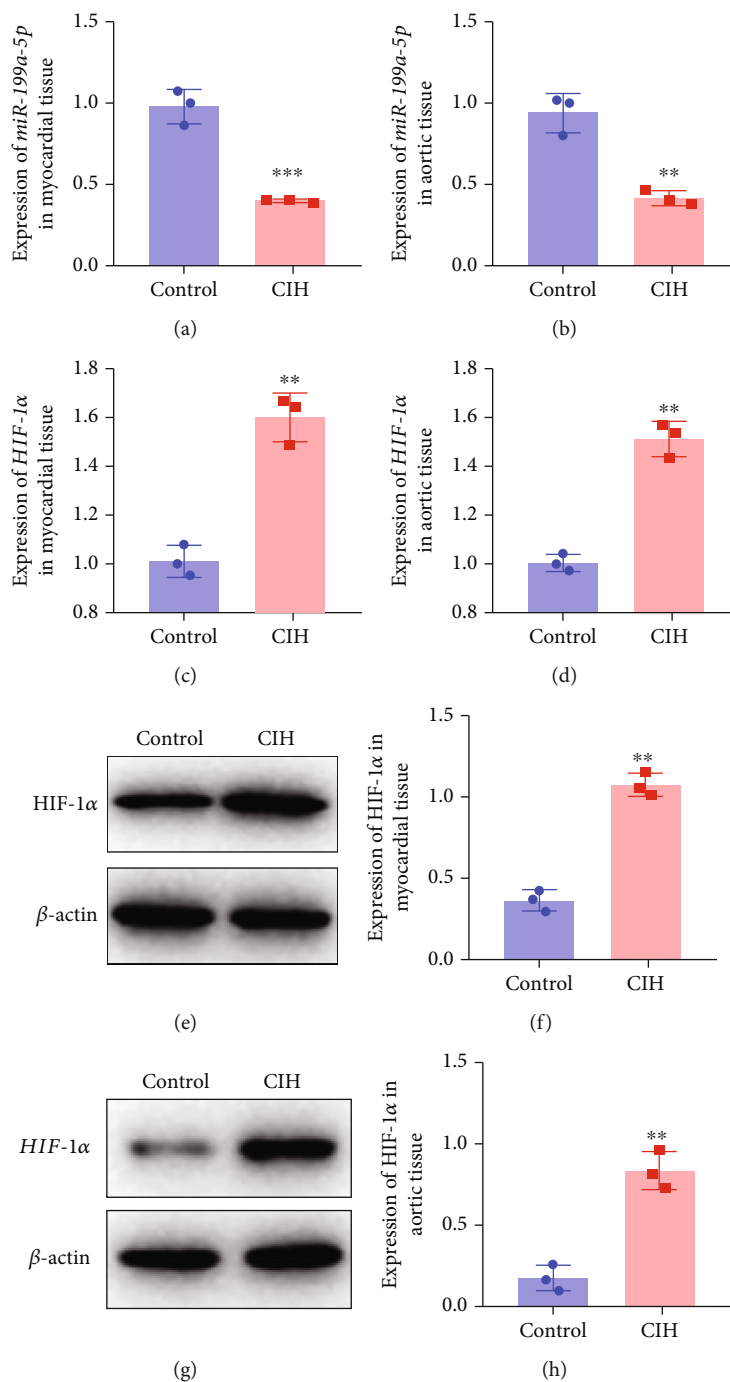 1.5
1.0
0.5
0.0
Expression of miR-199a-5p
in myocardial tissue
***
Control
CIH
(a)
1.5
1.0
0.5
0.0
Expression of miR-199a-5p
in aortic tissue
**
Control
CIH
(b)
1.8
1.6
1.4
1.2
1.0
0.8
Expression of HIF-1α
in myocardial tissue
**
Control
CIH
(c)
1.8
1.6
1.4
1.2
1.0
0.8
Expression of HIF-1α
in aortic tissue
**
Control
CIH
(d)
Control
CIH
HIF-1α
β-actin
(e)
1.5
1.0
0.5
0.0
Expression of HIF-1α in
myocardial tissue
**
Control
CIH
(f)
Control
CIH
HIF-1α
β-actin
(g)
1.5
1.0
0.5
0.0
Expression of HIF-1α in
aortic tissue
**
Control
CIH
(h)